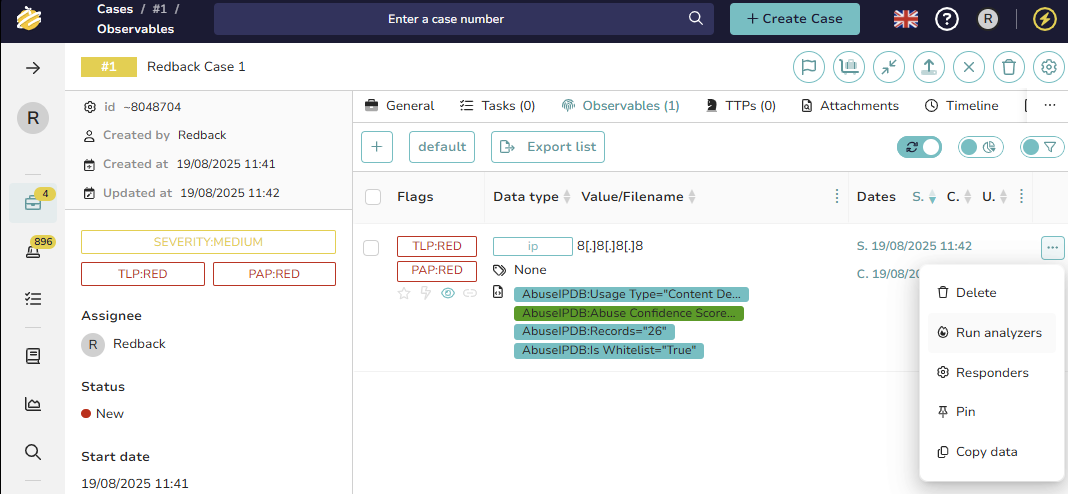 Cases / #1 /
Observables
Enter a case number
+ Create Case
?
R
#1
Redback Case 1
R
4
896
id ~8048704
Created by Redback
Created at 19/08/2025 11:41
Updated at 19/08/2025 11:42
SEVERITY:MEDIUM
TLP:RED
PAP:RED
Assignee
R Redback
Status
New
Start date
19/08/2025 11:41
General
Tasks (0)
Observables (1)
TTPs (0)
Attachments
Timeline
...
+
default
Export list
Flags
Data type
Value/Filename
Dates S. C. U.
TLP:RED
PAP:RED
ip
8[.]8[.]8[.]8
None
AbuseIPDB:Usage Type="Content De...
AbuseIPDB:Abuse Confidence Score...
AbuseIPDB:Records="26"
AbuseIPDB:Is Whitelist="True"
S. 19/08/2025 11:42
C. 19/08/20
...
Delete
Run analyzers
Responders
Pin
Copy data